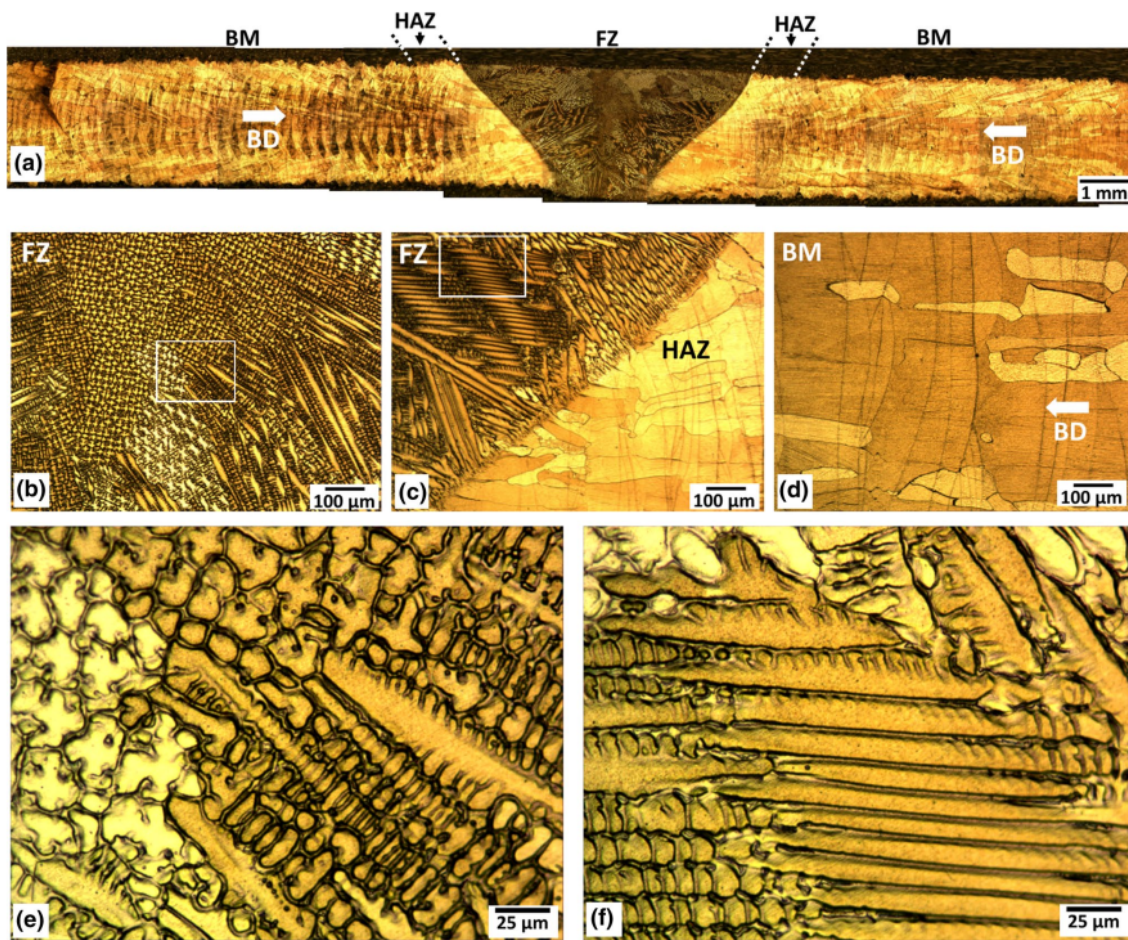 HAZ HAZ
BM FZ BM
BD BD
(a) 1 mm
FZ FZ BM
HAZ
BD
(b) 100 µm (c) 100 µm (d) 100 µm
(e) 25 µm (f) 25 µm